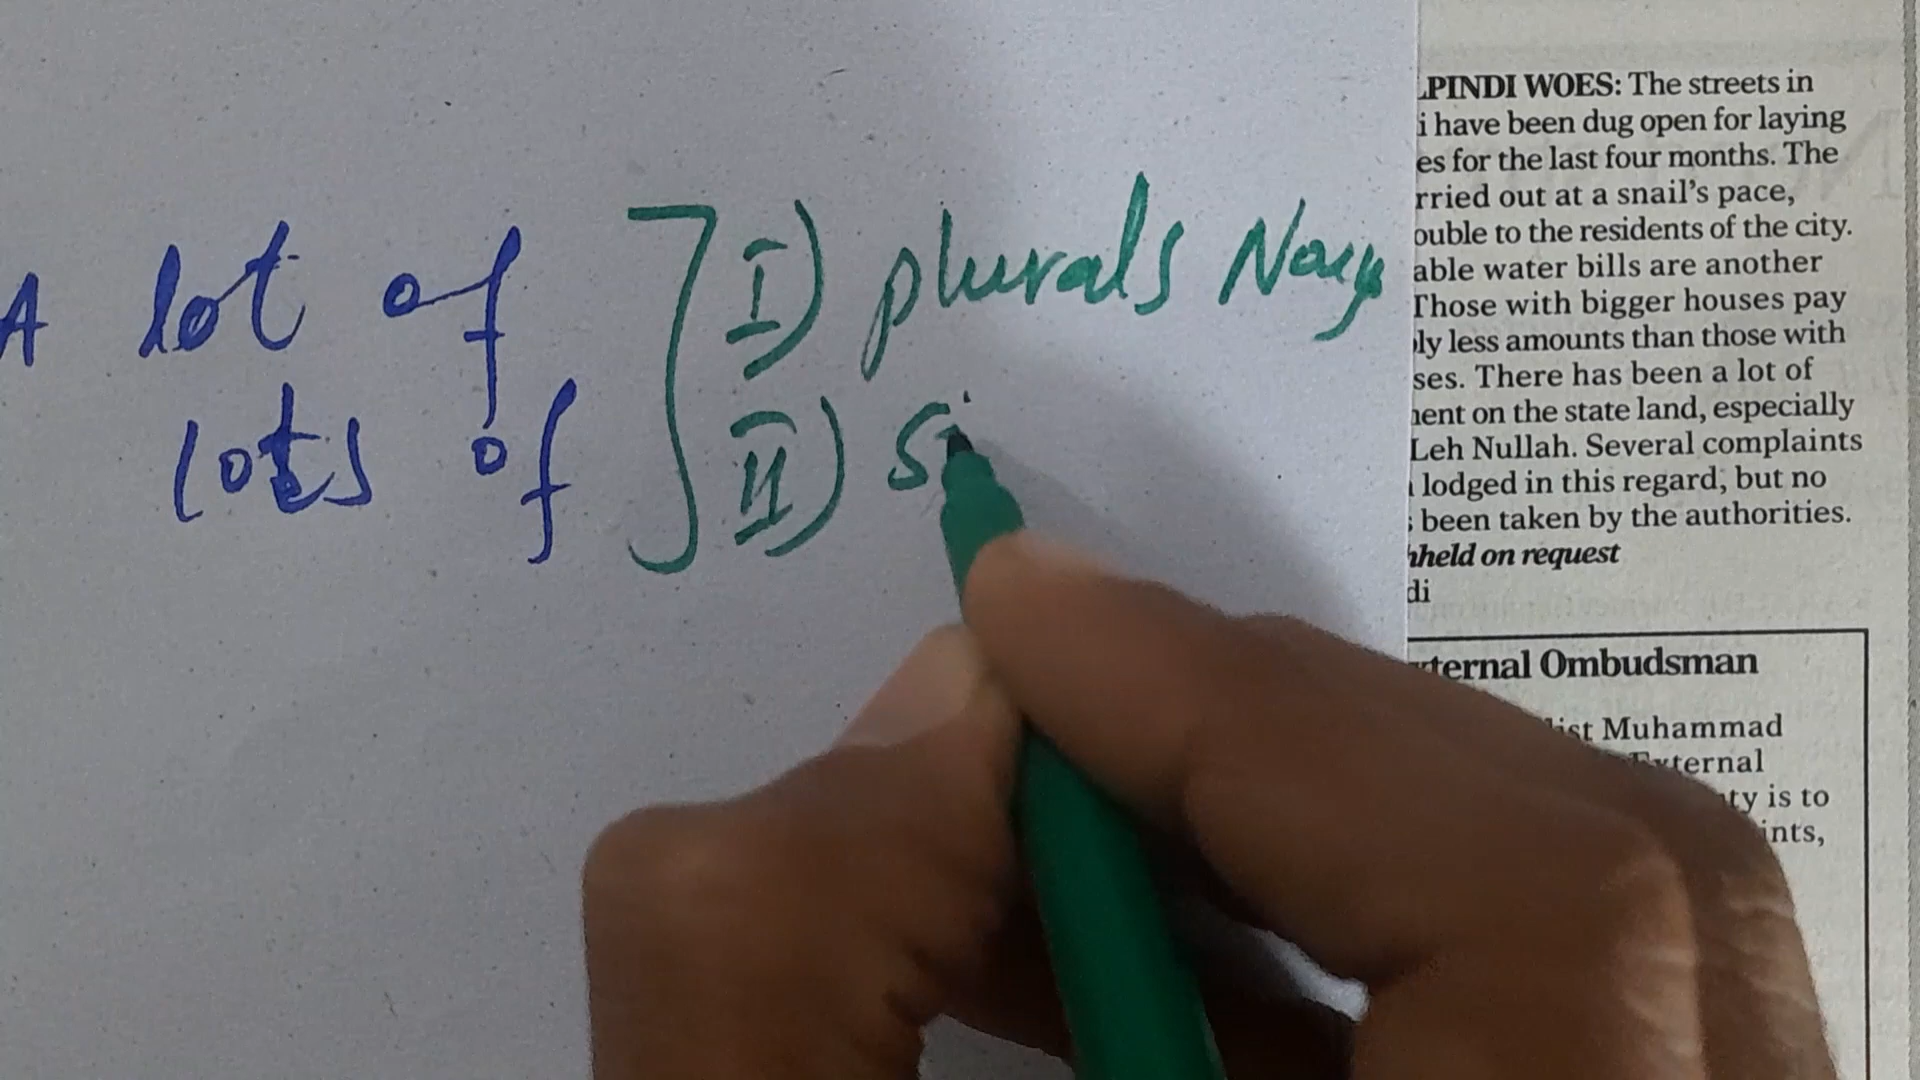 A lot of I) plurals
lots of II) Si
PINDI WOES: The streets in
i have been dug open for laying
es for the last four months. The
rried out at a snail's pace,
ouble to the residents of the city.
able water bills are another
Those with bigger houses pay
ly less amounts than those with
ses. There has been a lot of
ent on the state land, especially
Leh Nullah. Several complaints
lodged in this regard, but no
been taken by the authorities.
held on request
di
ternal Ombudsman
ist Muhammad
External
ty is to
ints,